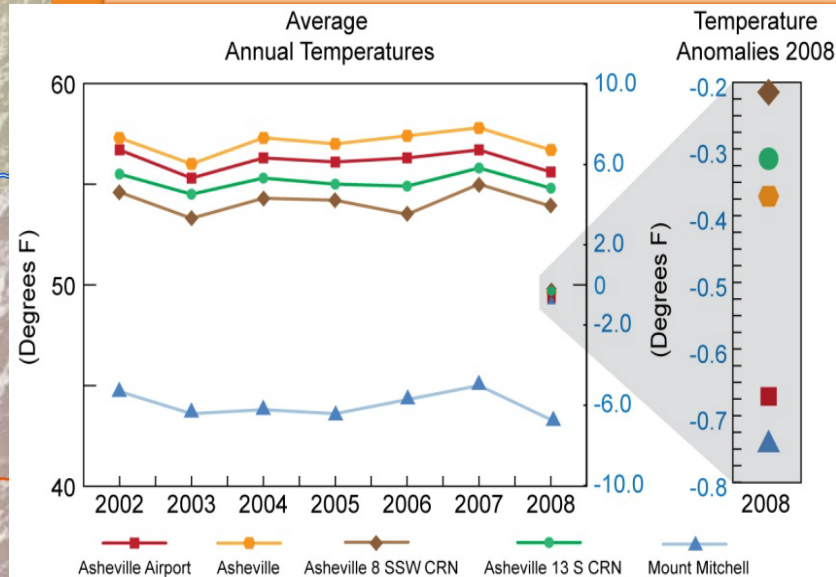 Average
Annual Temperatures
Temperature
Anomalies 2008
60
50
40
(Degrees F)
10.0
6.0
2.0
0
-2.0
-6.0
-10.0
(Degrees F)
-0.2
-0.3
-0.4
-0.5
-0.6
-0.7
-0.8
2002 2003 2004 2005 2006 2007 2008
2008
Asheville Airport Asheville Asheville 8 SSW CRN Asheville 13 S CRN Mount Mitchell